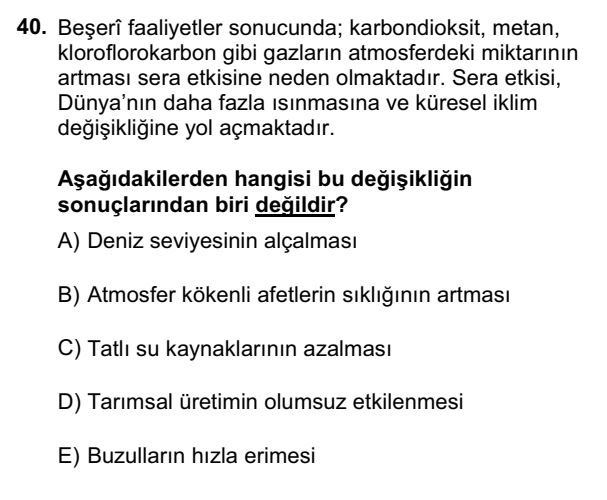 40. Beşerî faaliyetler sonucunda; karbondioksit, metan,
kloroflorokarbon gibi gazların atmosferdeki miktarının
artması sera etkisine neden olmaktadır. Sera etkisi,
Dünya’nın daha fazla ısınmasına ve küresel iklim
değişikliğine yol açmaktadır.
Aşağıdakilerden hangisi bu değişikliğin
sonuçlarından biri değildir?
A) Deniz seviyesinin alçalması
B) Atmosfer kökenli afetlerin sıklığının artması
C) Tatlı su kaynaklarının azalması
D) Tarımsal üretimin olumsuz etkilenmesi
E) Buzulların hızla erimesi